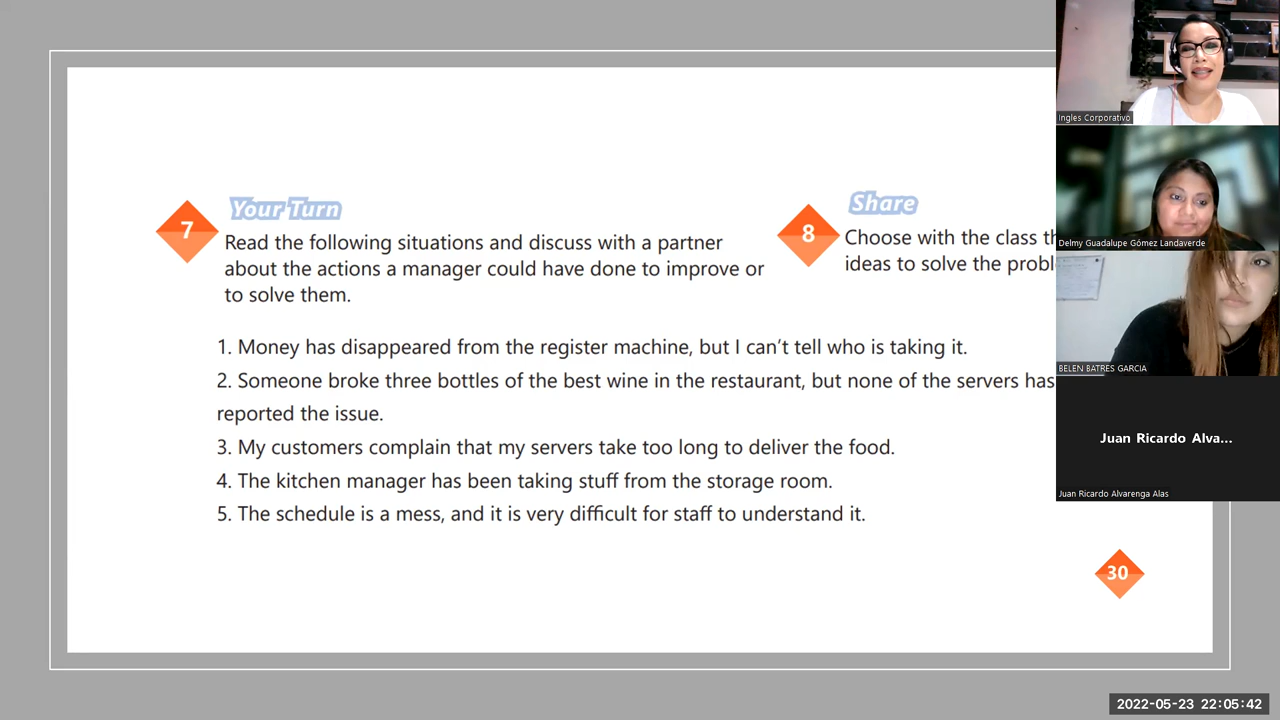 7
Your Turn
Read the following situations and discuss with a partner
about the actions a manager could have done to improve or
to solve them.
8
Share
Choose with the class
ideas to solve the
1. Money has disappeared from the register machine, but I can't tell who is taking it.
2. Someone broke three bottles of the best wine in the restaurant, but none of the servers has
reported the issue.
3. My customers complain that my servers take too long to deliver the food.
4. The kitchen manager has been taking stuff from the storage room.
5. The schedule is a mess, and it is very difficult for staff to understand it.
30
Ingles Corporativo
Delmy Guadalupe Gómez Landaverde
BELEN BATRES GARCIA
Juan Ricardo Alva...
Juan Ricardo Alvarenga Alas
2022-05-23 22:05:42